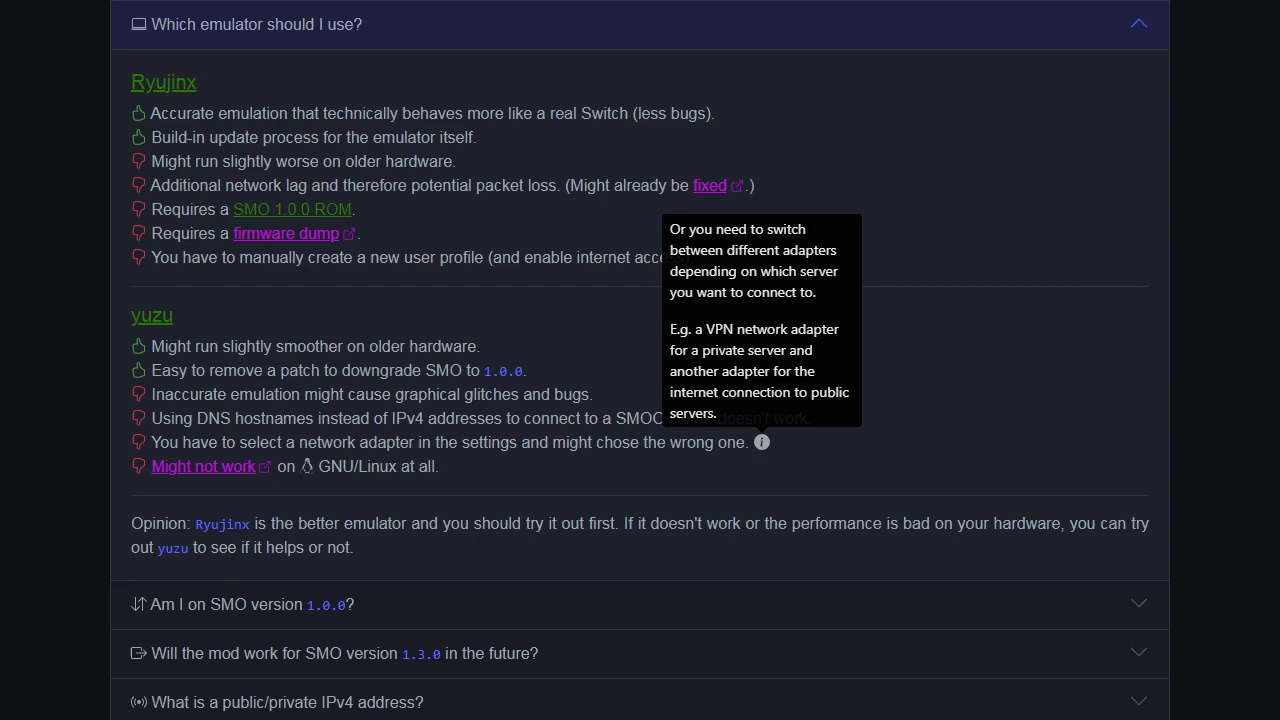 Which emulator should I use?
Ryujinx
Accurate emulation that technically behaves more like a real Switch (less bugs).
Build-in update process for the emulator itself.
Might run slightly worse on older hardware.
Additional network lag and therefore potential packet loss. (Might already be fixed.)
Requires a SMO 1.0.0 ROM.
Requires a firmware dump.
You have to manually create a new user profile (and enable internet
yuzu
Might run slightly smoother on older hardware.
Easy to remove a patch to downgrade SMO to 1.0.0.
Inaccurate emulation might cause graphical glitches and bugs.
Using DNS hostnames instead of IPv4 addresses to connect to a SMOO server doesn't work.
You have to select a network adapter in the settings and might chose the wrong one.
Might not work on GNU/Linux at all.
Or you need to switch
between different adapters
depending on which server
you want to connect to.
E.g. a VPN network adapter
for a private server and
another adapter for the
internet connection to public
servers.
Opinion: Ryujinx is the better emulator and you should try it out first. If it doesn't work or the performance is bad on your hardware, you can try
out yuzu to see if it helps or not.
Am I on SMO version 1.0.0?
Will the mod work for SMO version 1.3.0 in the future?
What is a public/private IPv4 address?